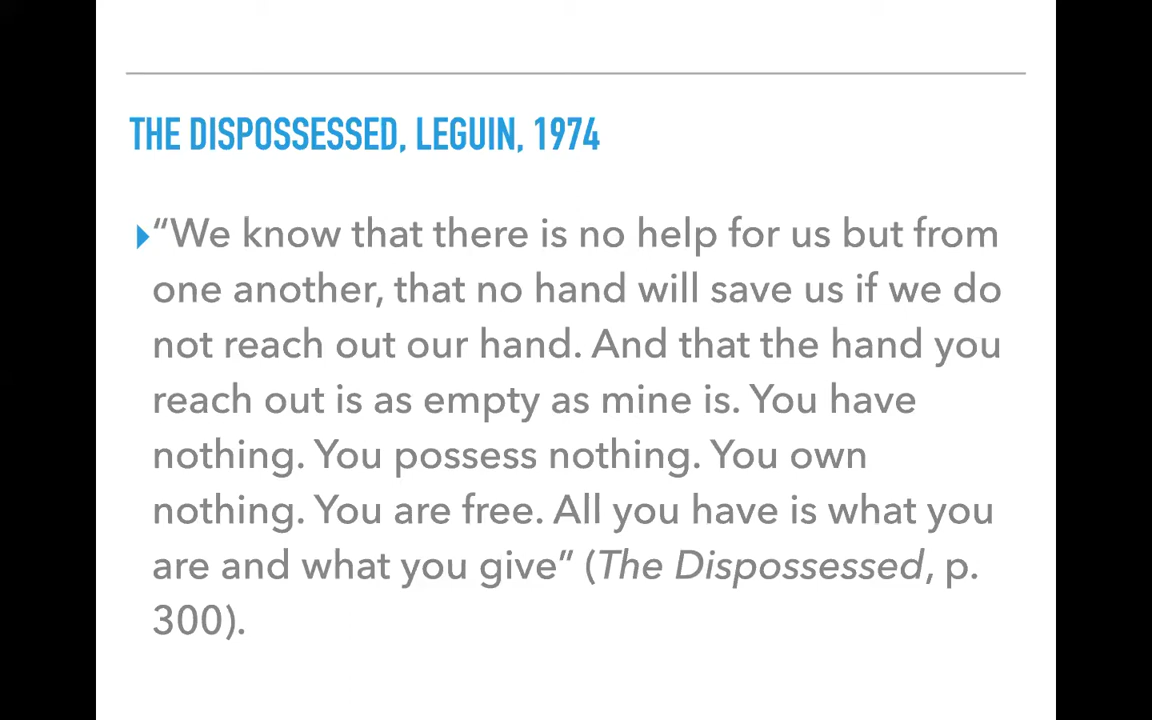 THE DISPOSSESSED, LEGUIN, 1974
“We know that there is no help for us but from
one another, that no hand will save us if we do
not reach out our hand. And that the hand you
reach out is as empty as mine is. You have
nothing. You possess nothing. You own
nothing. You are free. All you have is what you
are and what you give” (The Dispossessed, p.
300).